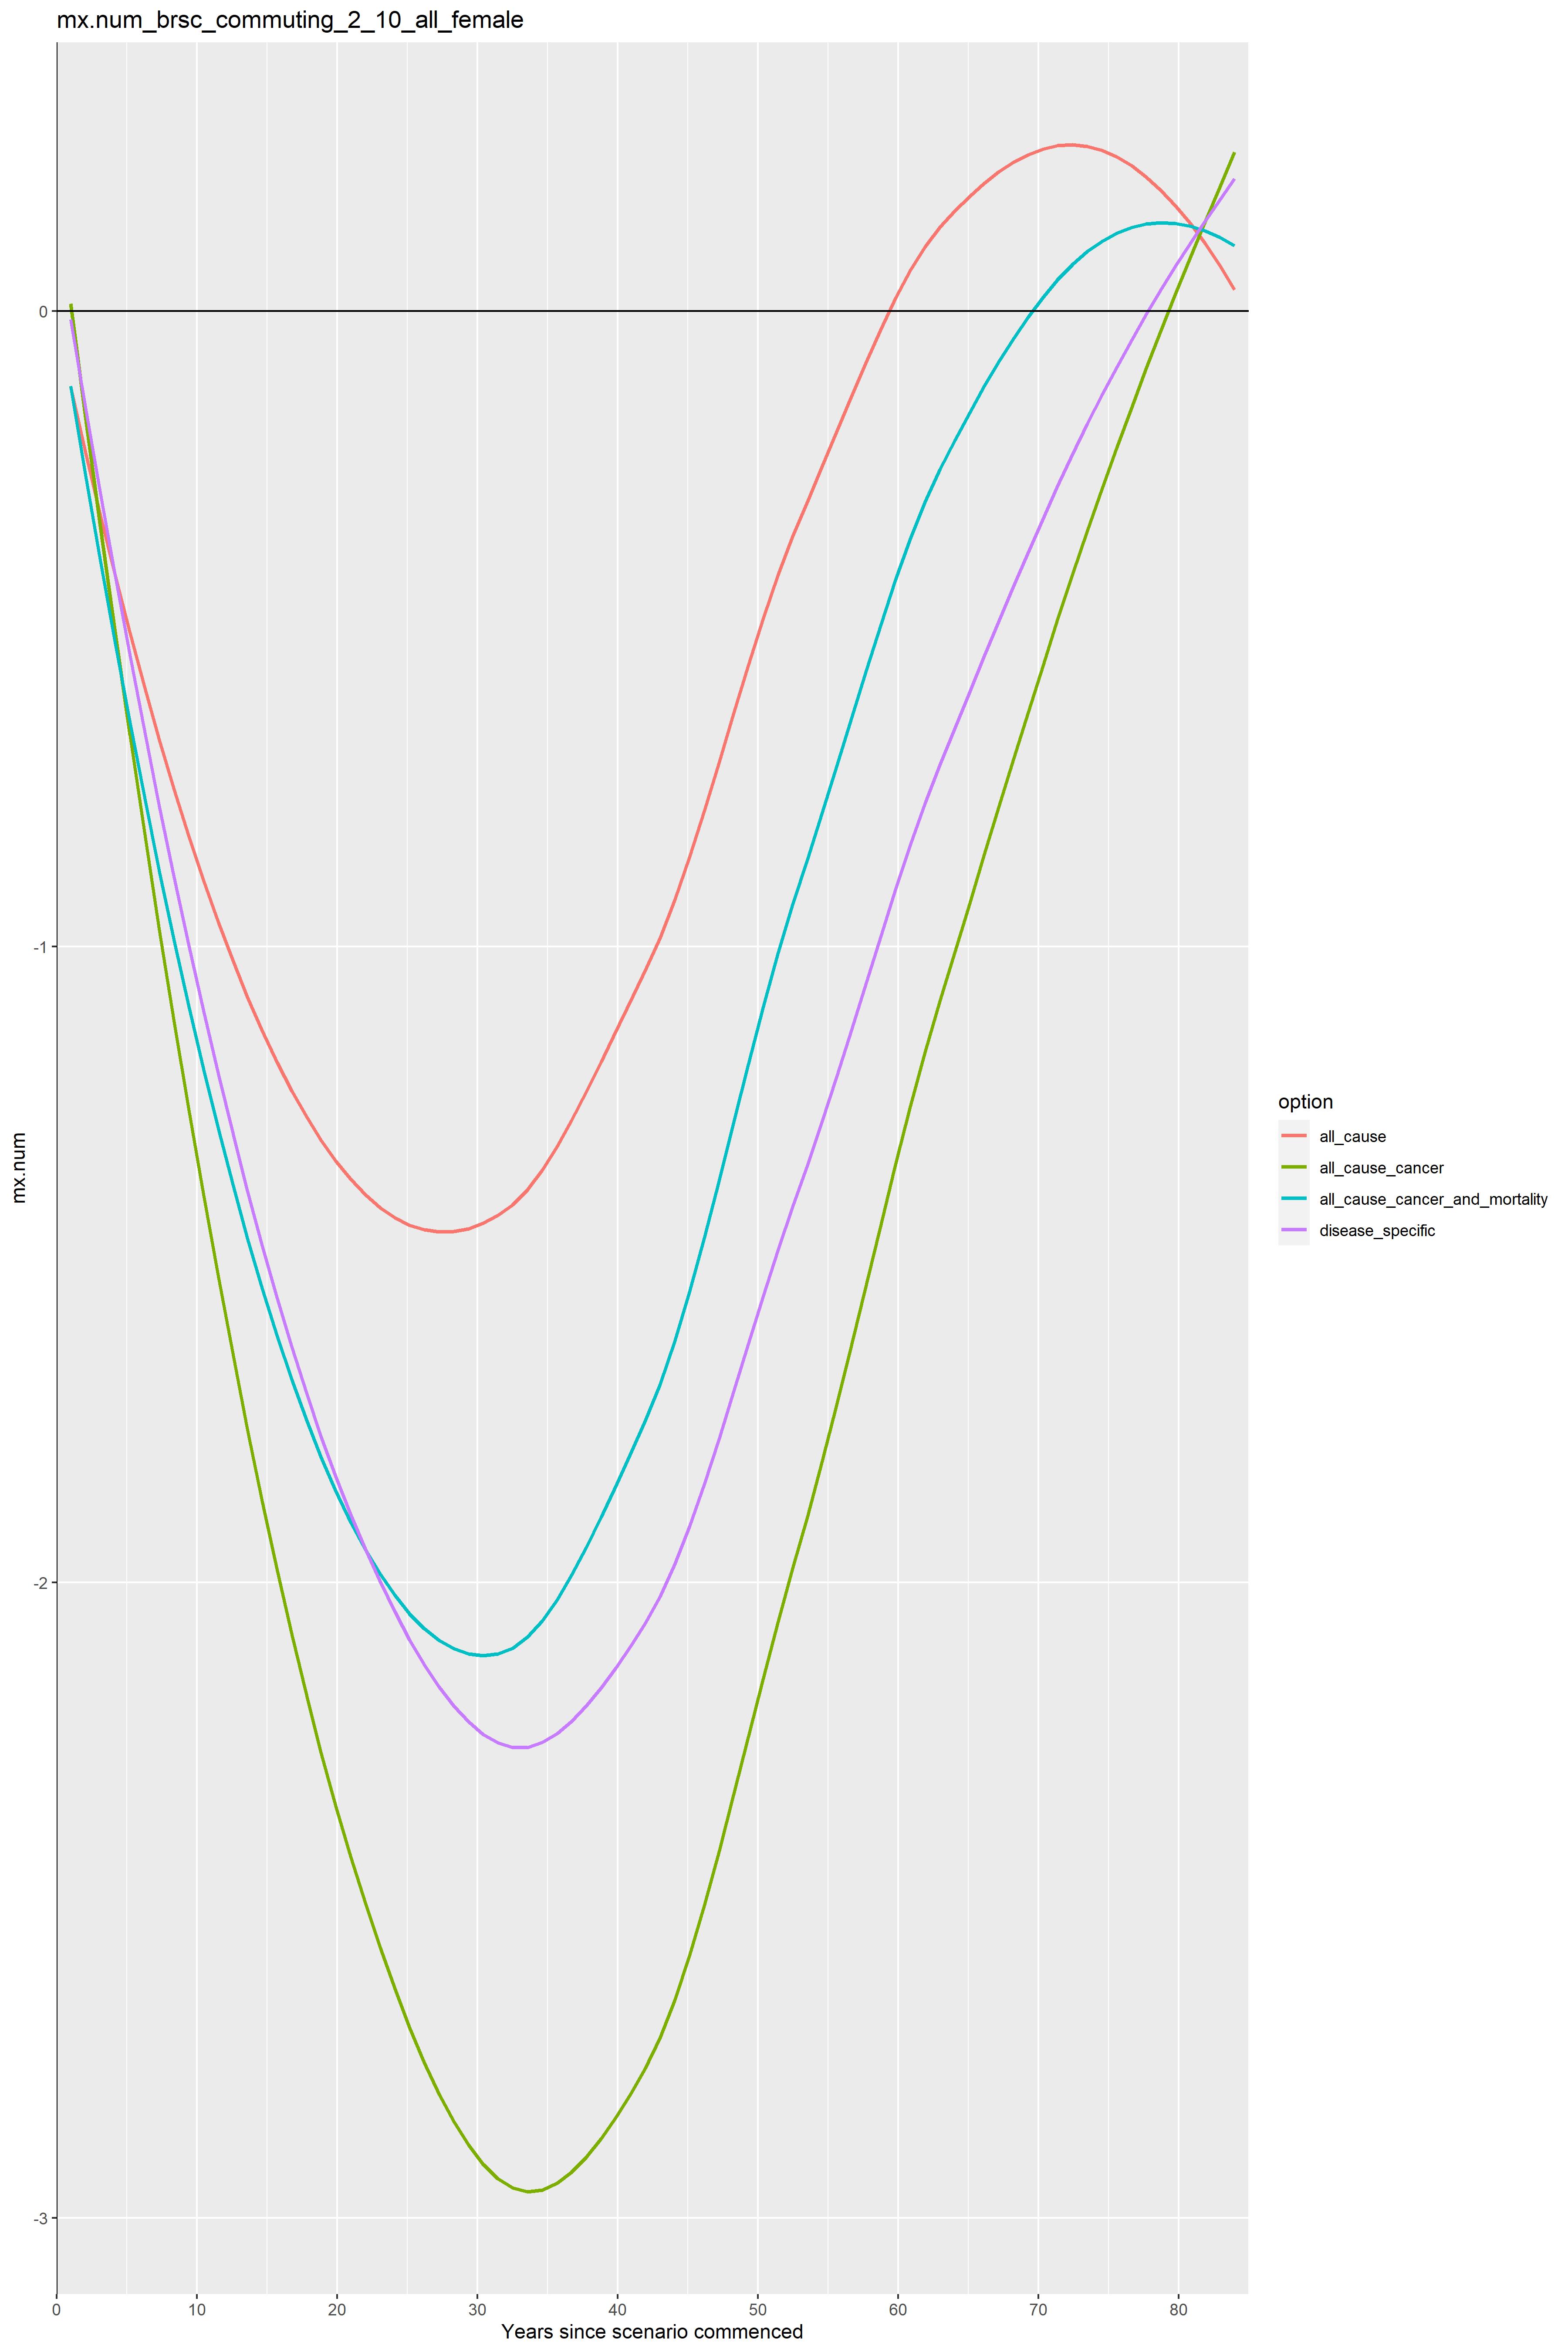 mx.num_brsc_commuting_2_10_all_female
mx.num
0
-1
-2
-3
0 10 20 30 40 50 60 70 80
Years since scenario commenced
option
all_cause
all_cause_cancer
all_cause_cancer_and_mortality
disease_specific